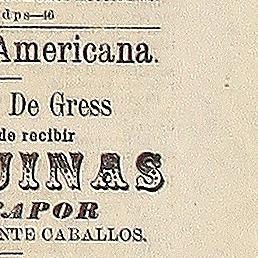 dps—46
Americana.
De Gress
de recibir
UINAS
APOR
NTE CABALLOS.